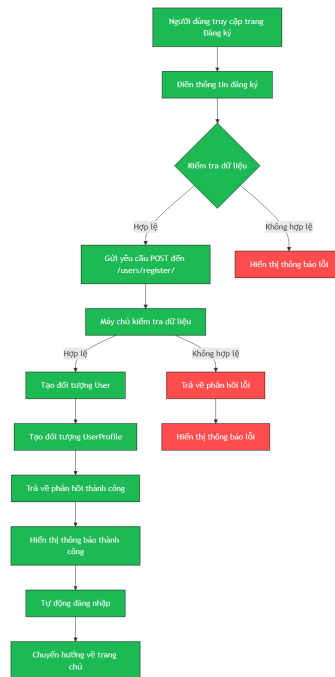 Người dùng truy cập trang
Đăng ký
Điền thông tin đăng ký
Kiểm tra dữ liệu
Hợp lệ
Không hợp lệ
Gửi yêu cầu POST đến
/users/register/
Hiển thị thông báo lỗi
Máy chủ kiểm tra dữ liệu
Hợp lệ
Không hợp lệ
Tạo đối tượng User
Trả về phản hồi lỗi
Tạo đối tượng UserProfile
Hiển thị thông báo lỗi
Trả về phản hồi thành công
Hiển thị thông báo thành
công
Tự động đăng nhập
Chuyển hướng về trang
chủ